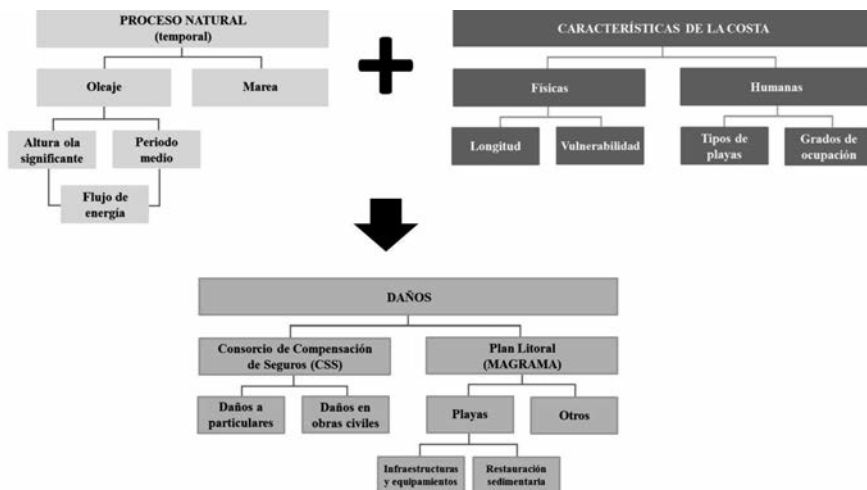 PROCESO NATURAL
(temporal)
Oleaje
Marea
Altura ola
significante
Periodo
medio
Flujo de
energía
CARACTERÍSTICAS DE LA COSTA
Físicas
Humanas
Longitud
Vulnerabilidad
Tipos de
playas
Grados de
ocupación
DAÑOS
Consorcio de Compensación
de Seguros (CSS)
Plan Litoral
(MAGRAMA)
Daños a
particulares
Daños en
obras civiles
Playas
Otros
Infraestructuras
y equipamientos
Restauración
sedimentaria